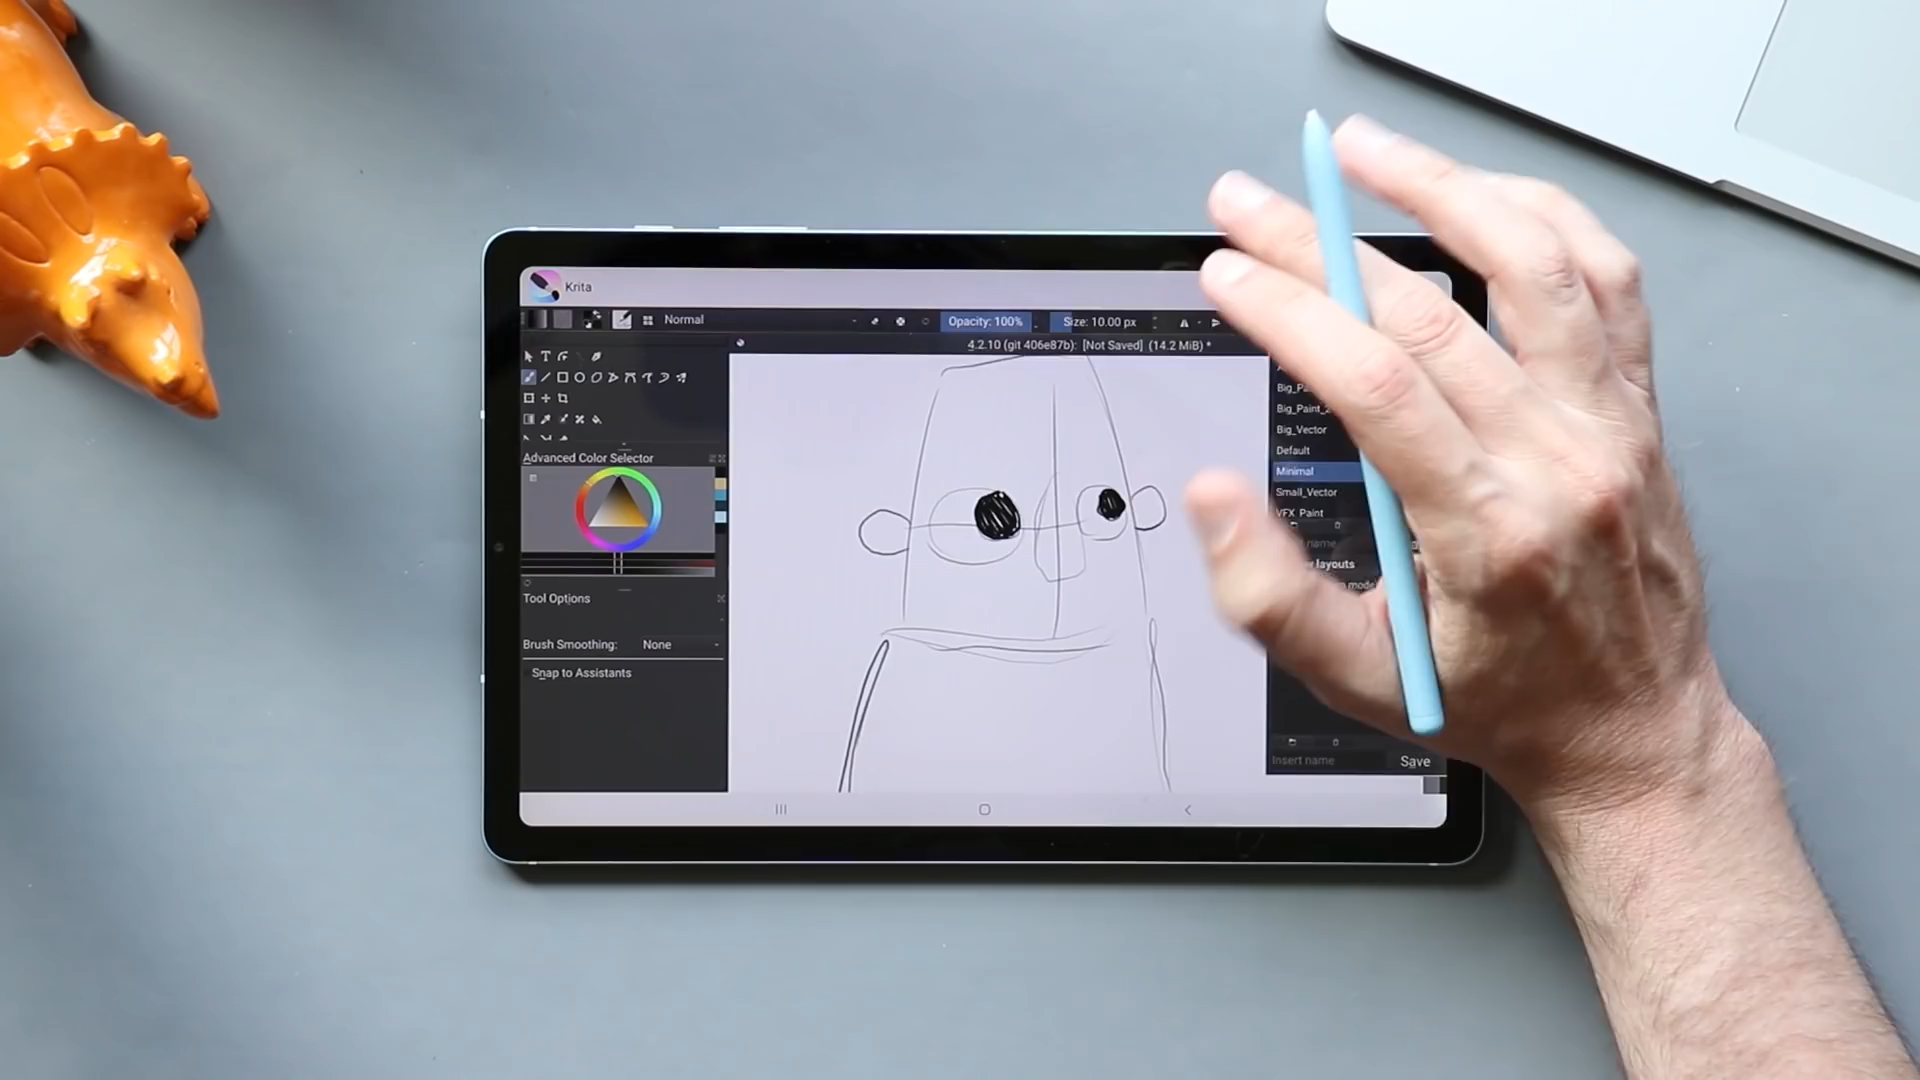 Krita
Normal
Opacity: 100%
Size: 10.00 px
4.2.10 (git 406e87b): [Not Saved] (14.2 MiB) *
Advanced Color Selector
Tool Options
Brush Smoothing: None
Snap to Assistants
Big_Paint_2
Big_Vector
Default
Minimal
Small_Vector
VFX_Paint
name
layouts
Insert name
Save